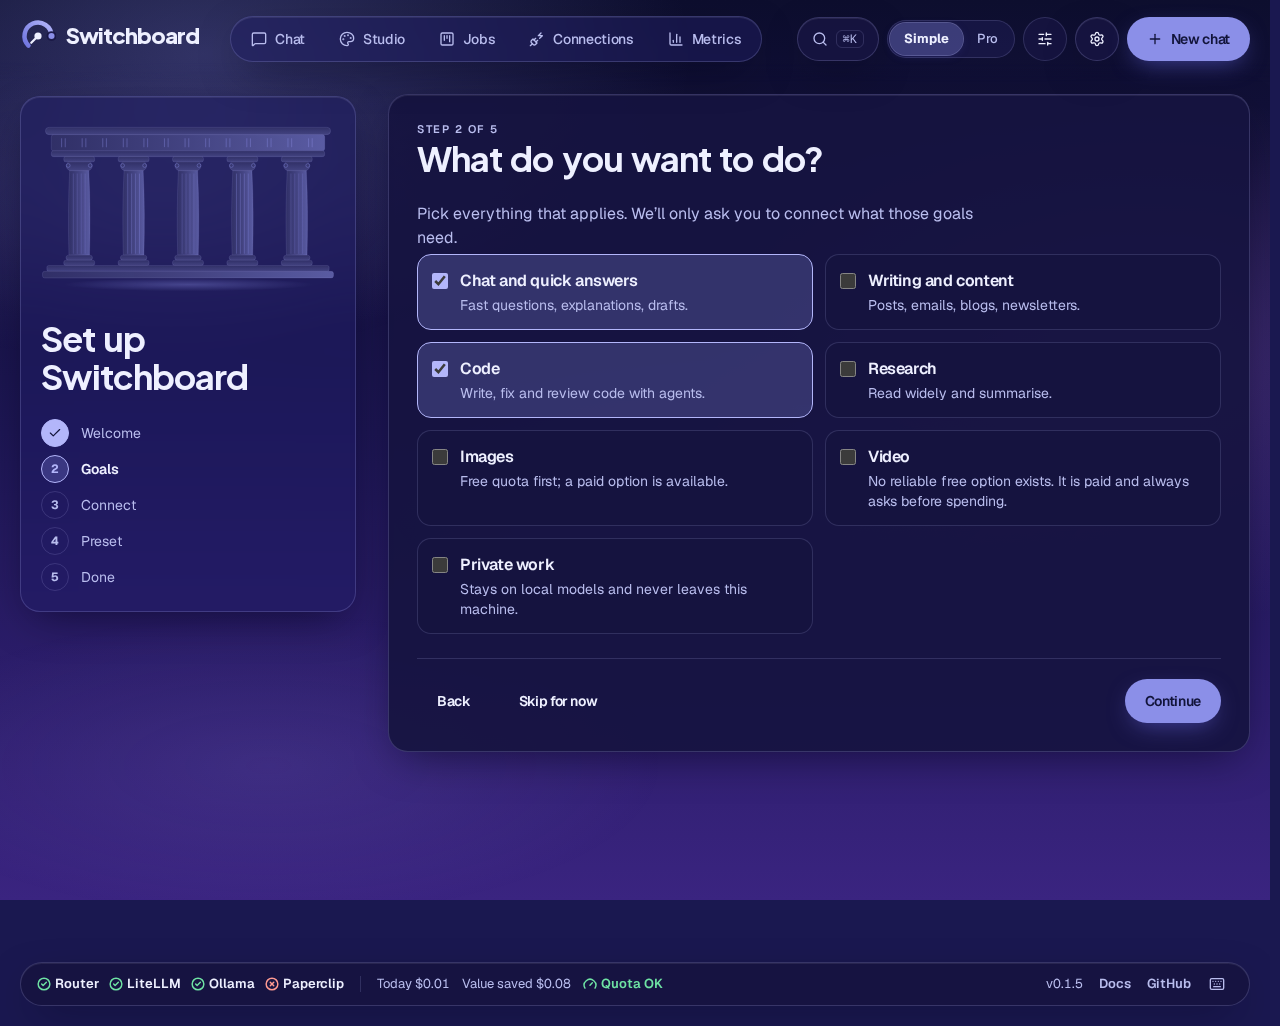 Switchboard
Chat
Studio
Jobs
Connections
Metrics
⌘K
Simple
Pro
New chat
Set up
Switchboard
Welcome
2 Goals
3 Connect
4 Preset
5 Done
STEP 2 OF 5
What do you want to do?
Pick everything that applies. We’ll only ask you to connect what those goals
need.
Chat and quick answers
Fast questions, explanations, drafts.
Writing and content
Posts, emails, blogs, newsletters.
Code
Write, fix and review code with agents.
Research
Read widely and summarise.
Images
Free quota first; a paid option is available.
Video
No reliable free option exists. It is paid and always
asks before spending.
Private work
Stays on local models and never leaves this
machine.
Back
Skip for now
Continue
Router
LiteLLM
Ollama
Paperclip
Today $0.01
Value saved $0.08
Quota OK
v0.1.5
Docs
GitHub